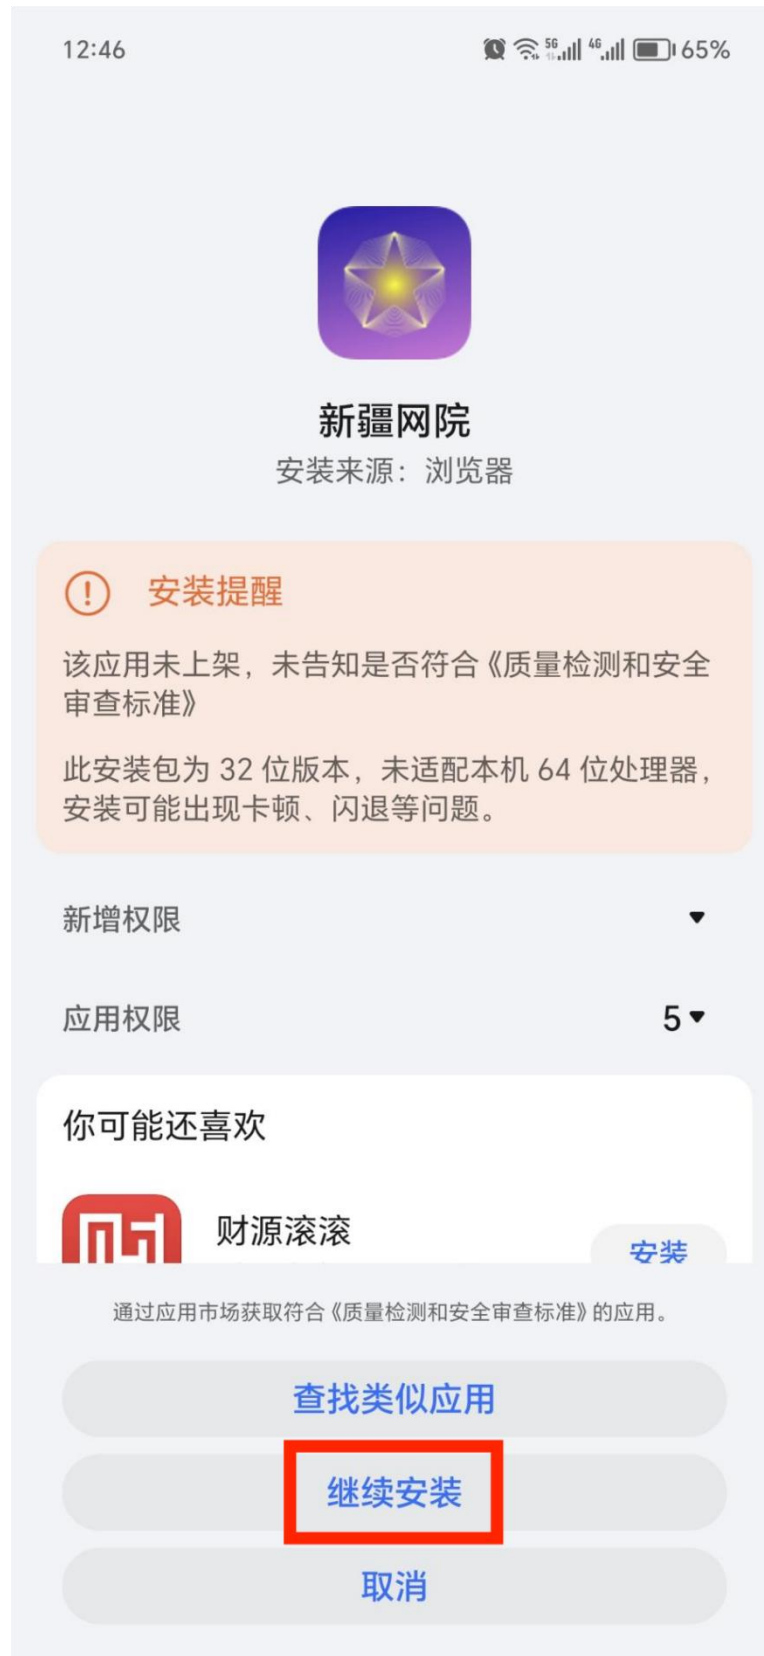 12:46
5G 4G 65%
新疆网院
安装来源：浏览器
安装提醒
该应用未上架，未告知是否符合《质量检测和安全
审查标准》
此安装包为 32 位版本，未适配本机 64 位处理器，
安装可能出现卡顿、闪退等问题。
新增权限
应用权限 5
你可能还喜欢
财源滚滚
安装
通过应用市场获取符合《质量检测和安全审查标准》的应用。
查找类似应用
继续安装
取消